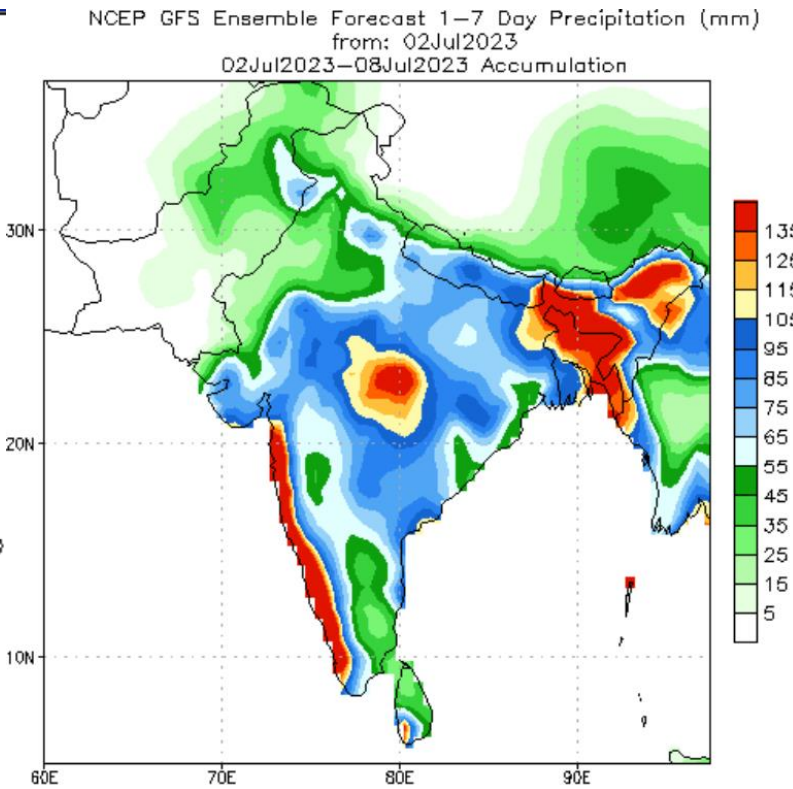 NCEP GFS Ensemble Forecast 1–7 Day Precipitation (mm)
from: 02Jul2023
02Jul2023–08Jul2023 Accumulation
30N
20N
10N
60E
70E
80E
90E
135
125
115
105
95
85
75
65
55
45
35
25
15
5